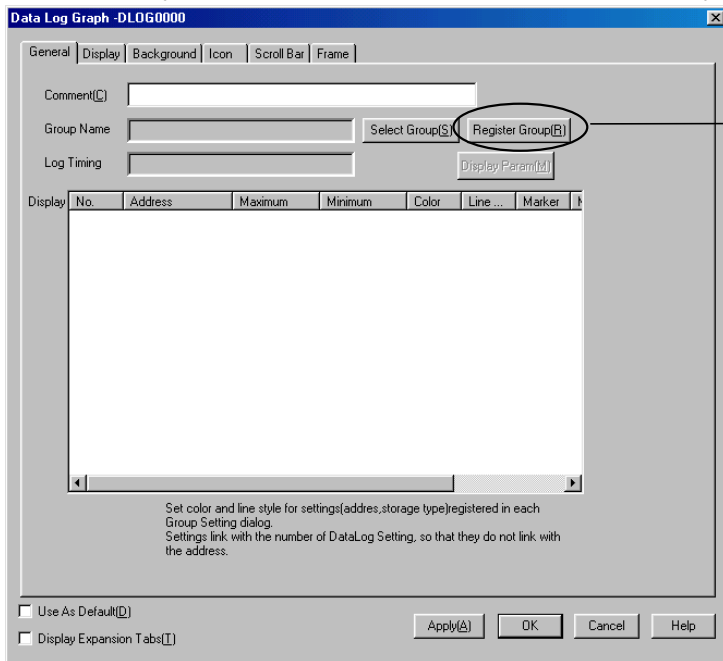 Data Log Graph -DLOG0000
General Display Background Icon Scroll Bar Frame
Comment(C)
Group Name Select Group(S) Register Group(R)
Log Timing Display Param(M)
Display No. Address Maximum Minimum Color Line ... Marker
Set color and line style for settings(addres,storage type)registered in each
Group Setting dialog.
Settings link with the number of DataLog Setting, so that they do not link with
the address.
Use As Default(D)
Display Expansion Tabs(T)
Apply(A) OK Cancel Help